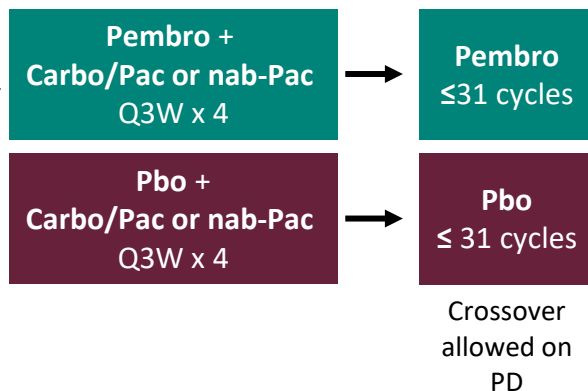 Pembro +
Carbo/Pac or nab-Pac
Q3W x 4
Pembro
≤31 cycles
Pbo +
Carbo/Pac or nab-Pac
Q3W x 4
Pbo
≤ 31 cycles
Crossover
allowed on
PD